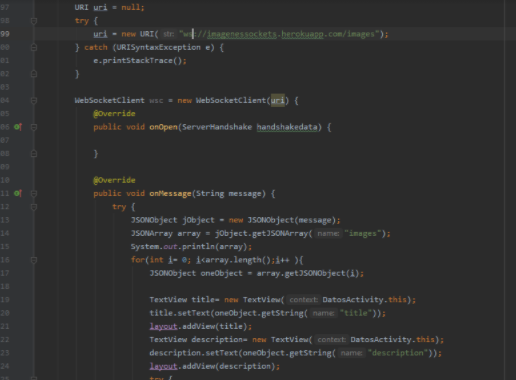 97 URI uri = null;
98 try {
99 uri = new URI( str: "ws://imagenessockets.herokuapp.com/images");
00 } catch (URISyntaxException e) {
01 e.printStackTrace();
02 }
03
04 WebSocketClient wsc = new WebSocketClient(uri) {
05 @Override
06 public void onOpen(ServerHandshake handshakedata) {
07
08 }
09
10 @Override
11 public void onMessage(String message) {
12 try {
13 JSONObject jObject = new JSONObject(message);
14 JSONArray array = jObject.getJSONArray( name: "images");
15 System.out.println(array);
16 for(int i= 0; i<array.length();i++ ){
17 JSONObject oneObject = array.getJSONObject(i);
18
19 TextView title= new TextView( context: DatosActivity.this);
20 title.setText(oneObject.getString( name: "title"));
21 layout.addView(title);
22 TextView description= new TextView( context: DatosActivity.this);
23 description.setText(oneObject.getString( name: "description"));
24 layout.addView(description);
try {